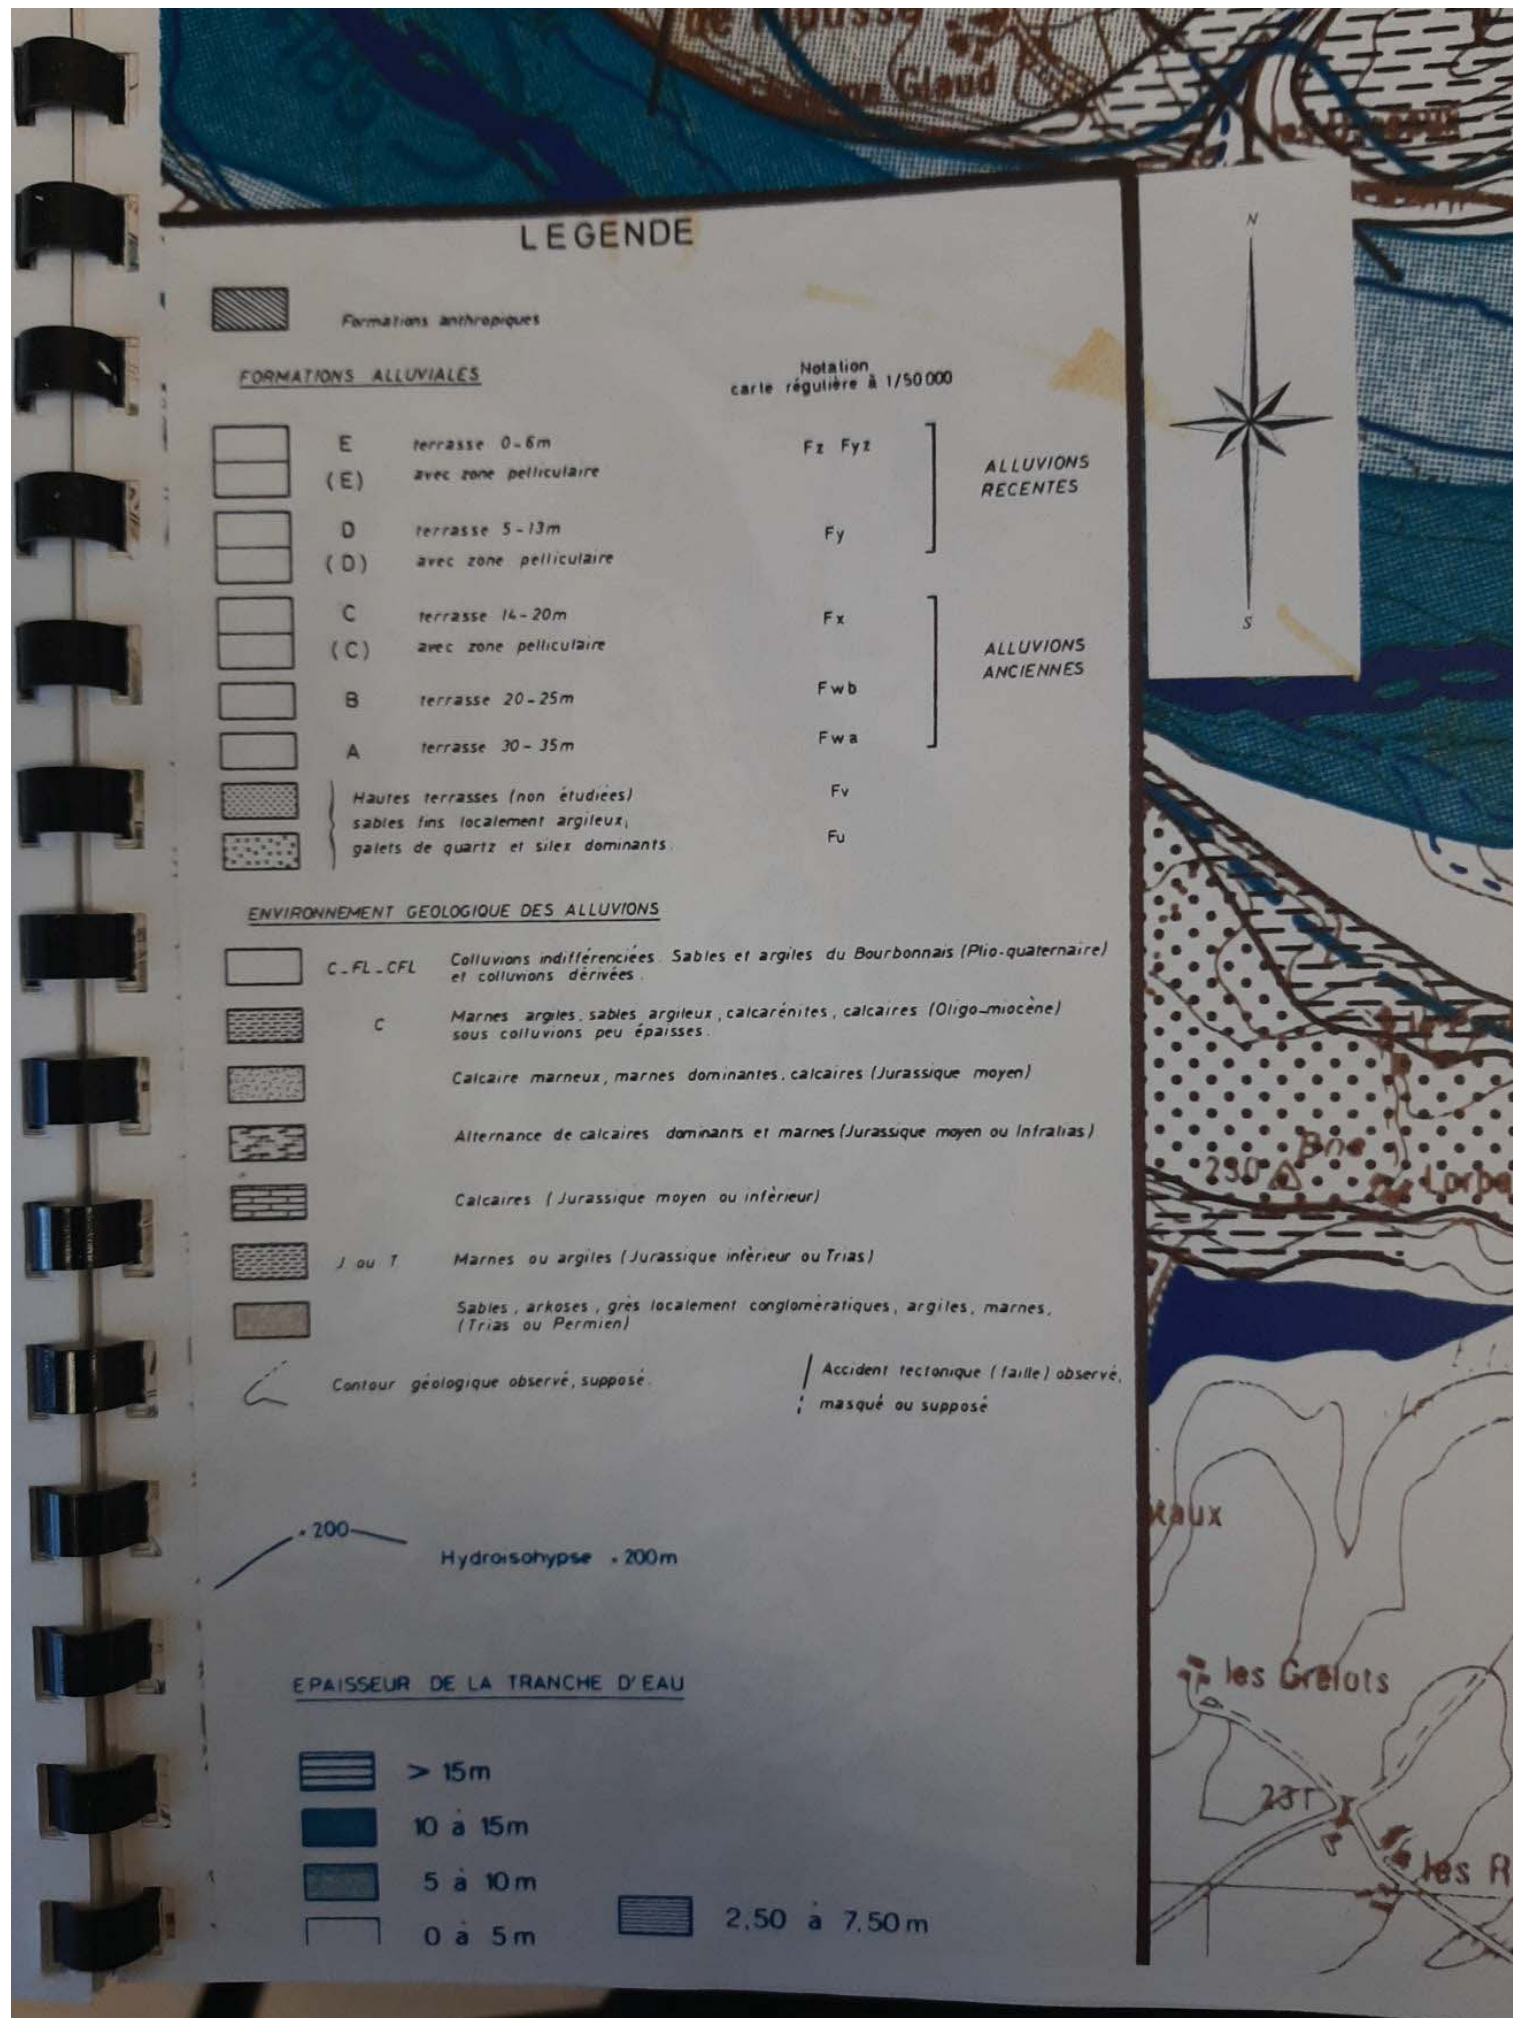 Glaud
LEGENDE
N
S
Formations anthropiques
FORMATIONS ALLUVIALES
Notation
carte régulière à 1/50 000
E terrasse 0-6m Fz Fyz
(E) avec zone pelliculaire
ALLUVIONS
RECENTES
D terrasse 5-13m Fy
(D) avec zone pelliculaire
C terrasse 14-20m Fx
(C) avec zone pelliculaire
ALLUVIONS
ANCIENNES
B terrasse 20-25m Fwb
A terrasse 30-35m Fwa
Hautes terrasses (non étudiées) Fv
sables fins localement argileux,
galets de quartz et silex dominants. Fu
ENVIRONNEMENT GEOLOGIQUE DES ALLUVIONS
C-FL-CFL Colluvions indifférenciées. Sables et argiles du Bourbonnais (Plio-quaternaire)
et colluvions dérivées.
C Marnes argiles, sables argileux, calcarénites, calcaires (Oligo-miocène)
sous colluvions peu épaisses.
Calcaire marneux, marnes dominantes, calcaires (Jurassique moyen)
Alternance de calcaires dominants et marnes (Jurassique moyen ou Infralias)
Calcaires (Jurassique moyen ou inférieur)
J ou T Marnes ou argiles (Jurassique inférieur ou Trias)
Sables, arkoses, grès localement conglomératiques, argiles, marnes,
(Trias ou Permien)
Contour géologique observé, supposé.
Accident tectonique (faille) observé,
masqué ou supposé
.200
Hydroisohypse .200m
EPAISSEUR DE LA TRANCHE D'EAU
> 15m
10 à 15m
5 à 10m
0 à 5m
2,50 à 7,50m
230
les Grelots
les R